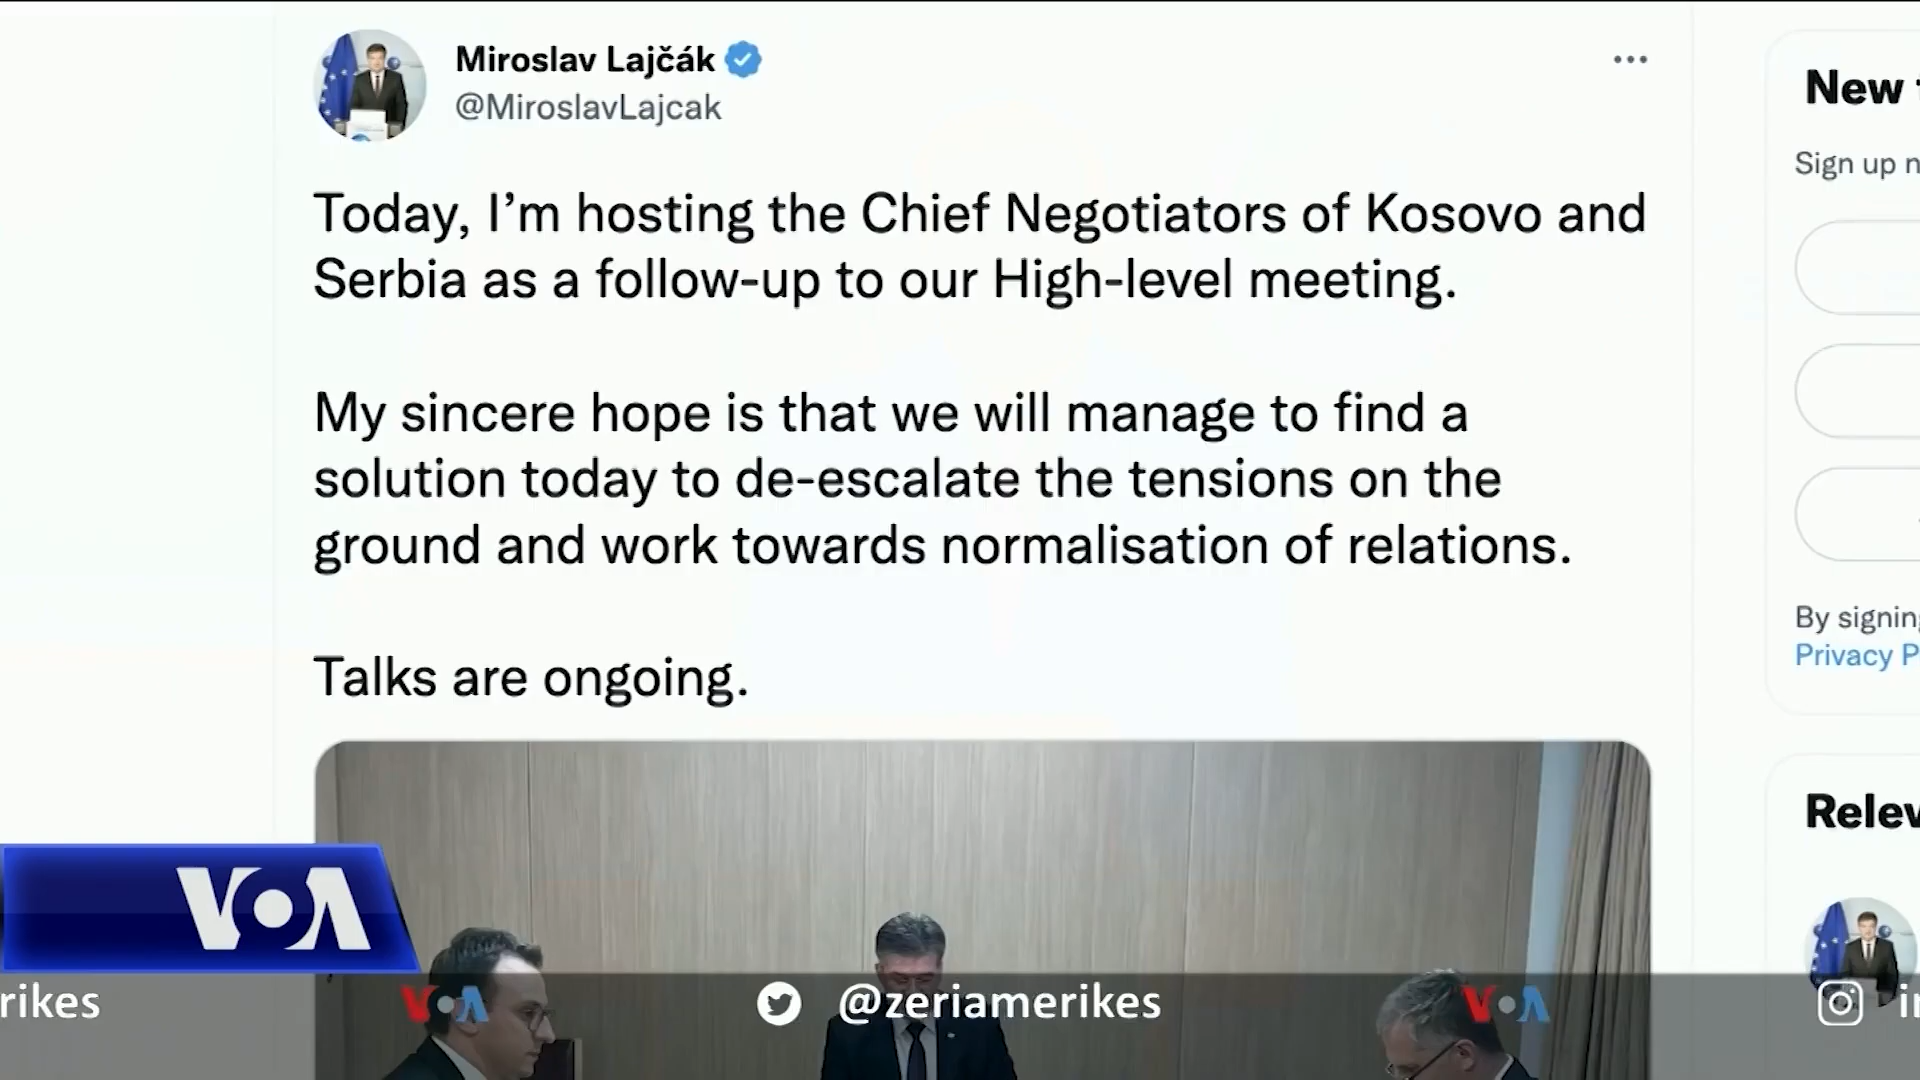 Miroslav Lajčák
@MiroslavLajcak
Today, I'm hosting the Chief Negotiators of Kosovo and
Serbia as a follow-up to our High-level meeting.
My sincere hope is that we will manage to find a
solution today to de-escalate the tensions on the
ground and work towards normalisation of relations.
Talks are ongoing.
New
Sign up
By signing
Privacy
VOA
rikes
VOA
@zeriamerikes
VOA